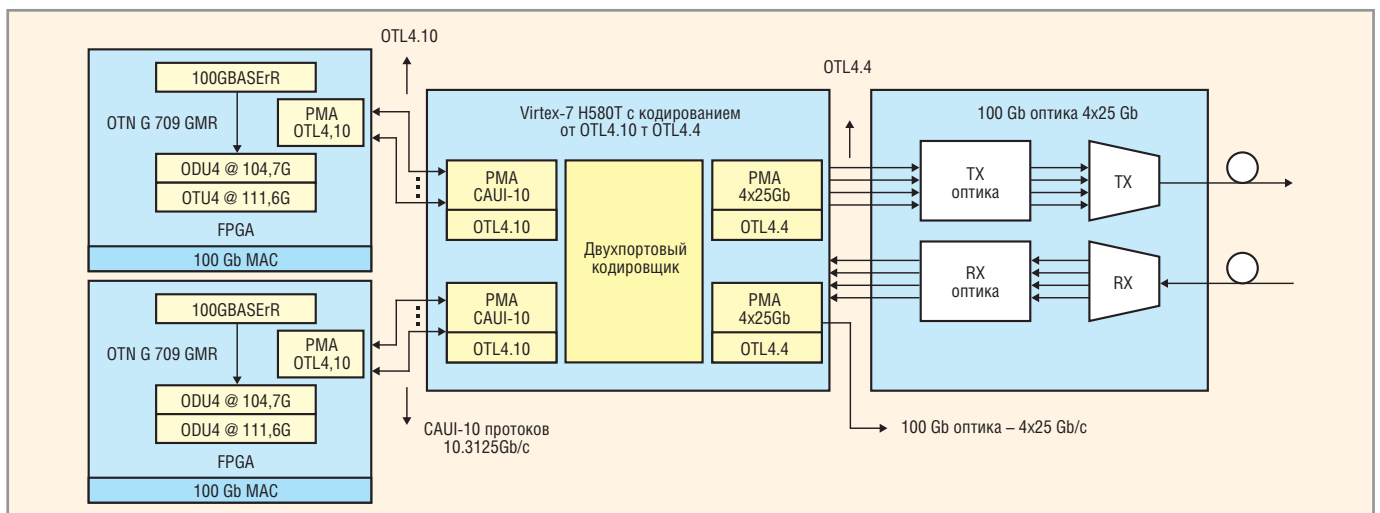 OTL4.10
100GBASErR
PMA
OTL4,10
OTN G 709 GMR
ODU4 @ 104,7G
OTU4 @ 111,6G
FPGA
100 Gb MAC
100GBASErR
PMA
OTL4,10
OTN G 709 GMR
ODU4 @ 104,7G
ODU4 @ 111,6G
FPGA
100 Gb MAC
CAUI-10 протоков
10.3125Gb/c
Virtex-7 H580T с кодированием
от OTL4.10 т OTL4.4
PMA
CAUI-10
OTL4.10
PMA
CAUI-10
OTL4.10
Двухпортовый
кодировщик
PMA
4x25Gb
OTL4.4
PMA
4x25Gb
OTL4.4
OTL4.4
100 Gb оптика 4x25 Gb
TX
оптика
TX
RX
оптика
RX
100 Gb оптика – 4x25 Gb/c